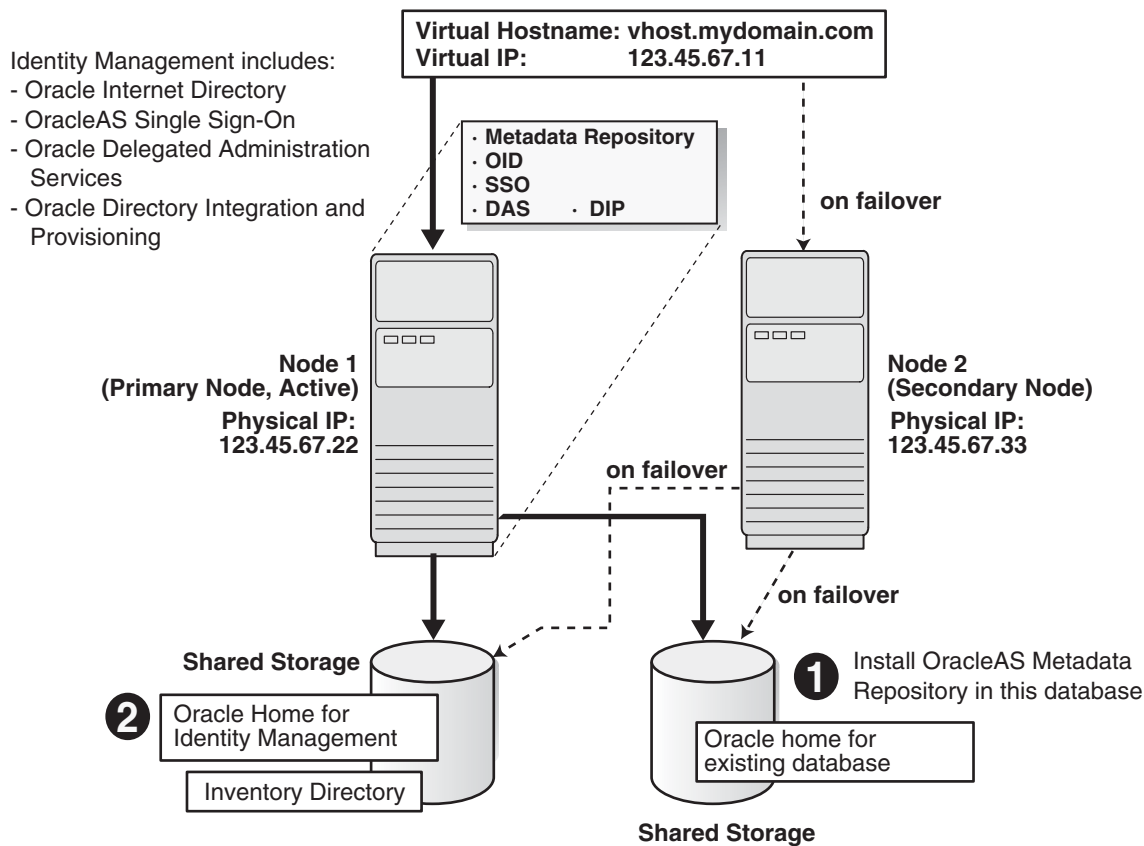 Virtual Hostname: vhost.mydomain.com
Virtual IP: 123.45.67.11
Identity Management includes:
- Oracle Internet Directory
- OracleAS Single Sign-On
- Oracle Delegated Administration
Services
- Oracle Directory Integration and
Provisioning
· Metadata Repository
· OID
· SSO
· DAS · DIP
on failover
Node 1
(Primary Node, Active)
Physical IP:
123.45.67.22
Node 2
(Secondary Node)
Physical IP:
123.45.67.33
on failover
on failover
Shared Storage
2
Oracle Home for
Identity Management
Inventory Directory
1
Install OracleAS Metadata
Repository in this database
Oracle home for
existing database
Shared Storage